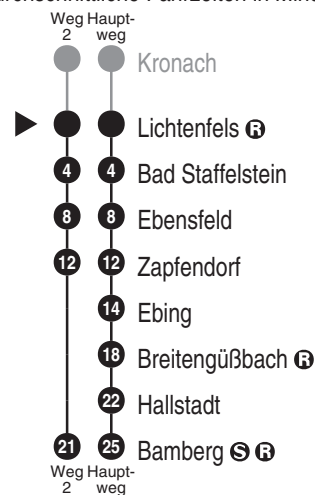 Weg Haupt-
2 weg
Kronach
Lichtenfels R
4 4 Bad Staffelstein
8 8 Ebensfeld
12 12 Zapfendorf
14 Ebing
18 Breitengüßbach R
22 Hallstadt
21 25 Bamberg S R
Weg Haupt-
2 weg